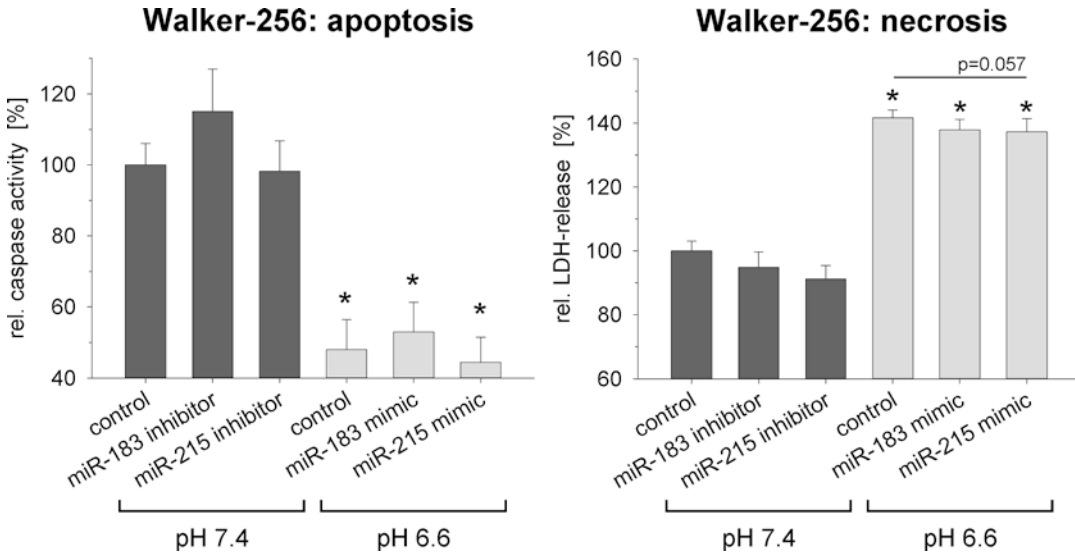 Walker-256: apoptosis
rel. caspase activity [%]
120
100
80
60
40
*
*
*
control
miR-183 inhibitor
miR-215 inhibitor
control
miR-183 mimic
miR-215 mimic
pH 7.4
pH 6.6
Walker-256: necrosis
rel. LDH-release [%]
160
140
120
100
80
60
p=0.057
*
*
*
control
miR-183 inhibitor
miR-215 inhibitor
control
miR-183 mimic
miR-215 mimic
pH 7.4
pH 6.6